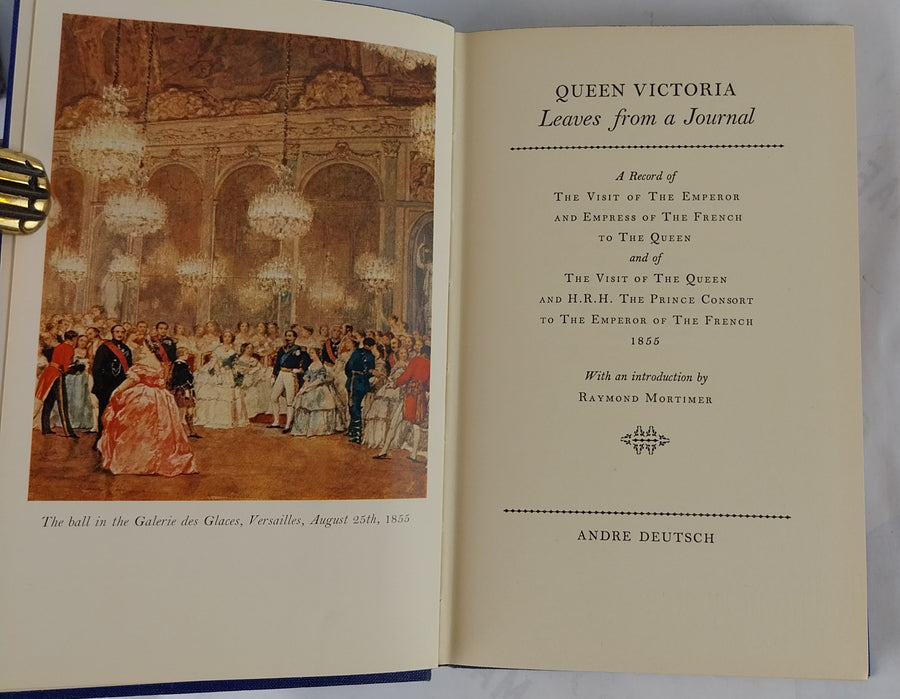 The ball in the Galerie des Glaces, Versailles, August 25th, 1855
QUEEN VICTORIA
Leaves from a Journal
A Record of
THE VISIT OF THE EMPEROR
AND EMPRESS OF THE FRENCH
TO THE QUEEN
and of
THE VISIT OF THE QUEEN
AND H.R.H. THE PRINCE CONSORT
TO THE EMPEROR OF THE FRENCH
1855
With an introduction by
RAYMOND MORTIMER
ANDRE DEUTSCH